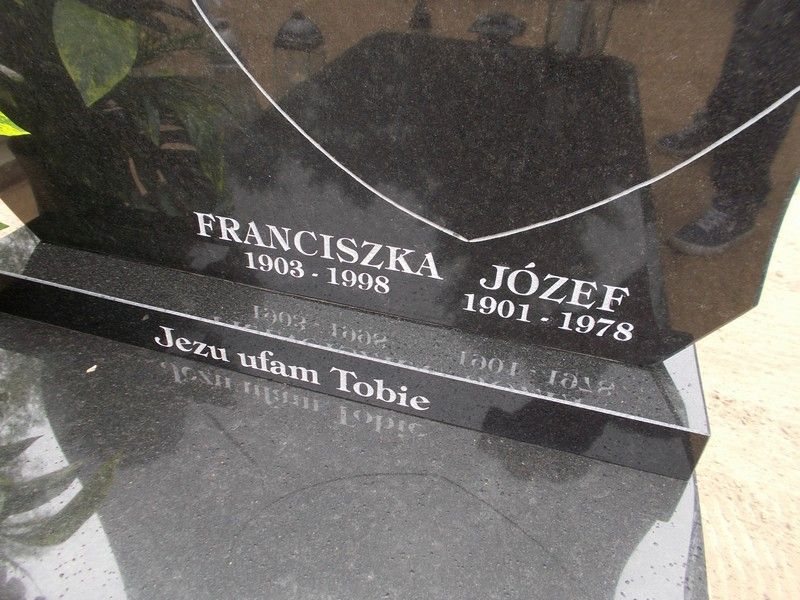 FRANCISZKA
1903 - 1998
JÓZEF
1901 - 1978
Jezu ufam Tobie